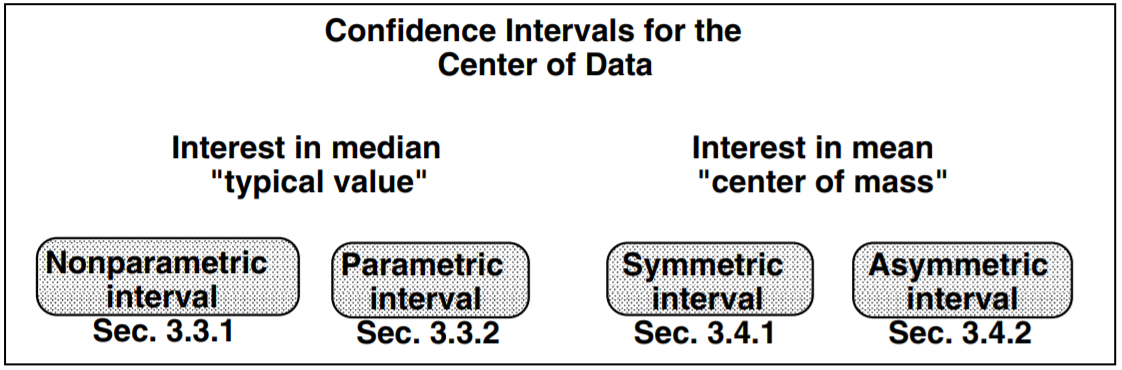 Confidence Intervals for the
Center of Data
Interest in median
"typical value"
Interest in mean
"center of mass"
Nonparametric
interval
Sec. 3.3.1
Parametric
interval
Sec. 3.3.2
Symmetric
interval
Sec. 3.4.1
Asymmetric
interval
Sec. 3.4.2